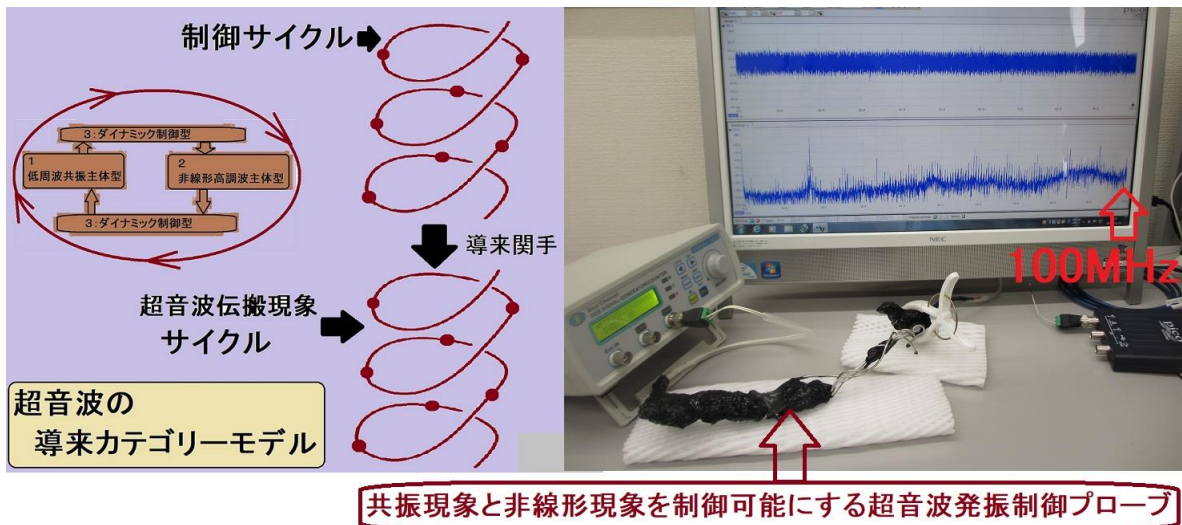 制御サイクル
3:ダイナミック制御型
1
低周波共振主体型
2
非線形高調波主体型
3:ダイナミック制御型
導来関手
超音波伝搬現象
サイクル
超音波の
導来カテゴリーモデル
pico
NEC
100MHz
pico
共振現象と非線形現象を制御可能にする超音波発振制御プローブ